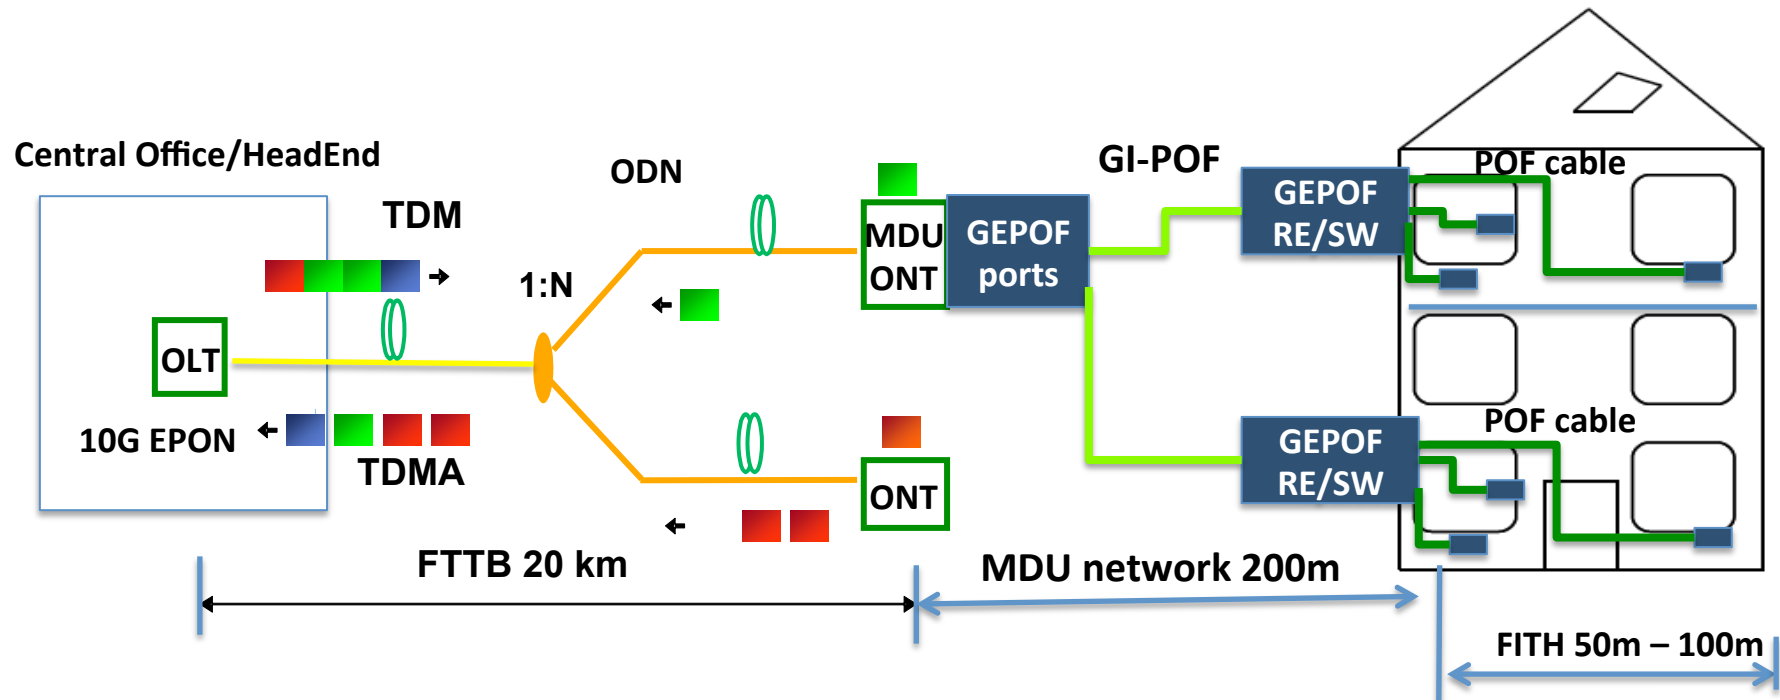 Central Office/HeadEnd
TDM
ODN
GI-POF
POF cable
MDU
ONT
GEPOF
ports
GEPOF
RE/SW
1:N
OLT
10G EPON
TDMA
ONT
POF cable
GEPOF
RE/SW
FTTB 20 km
MDU network 200m
FITH 50m – 100m